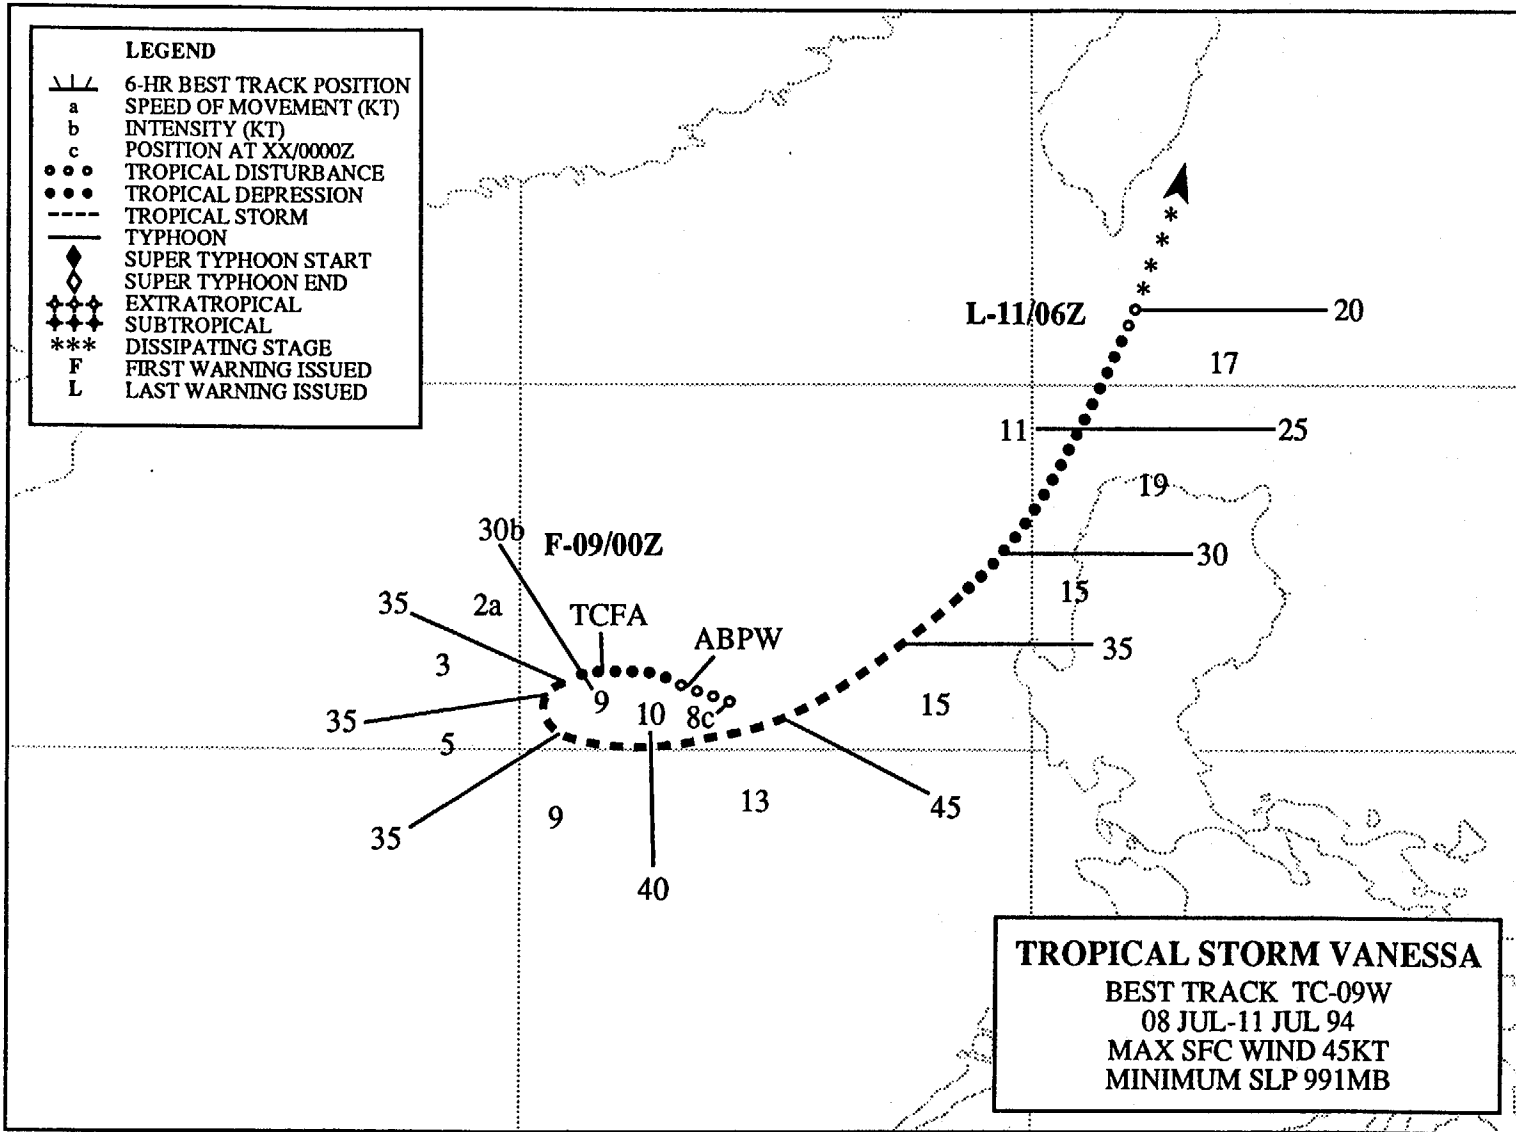 LEGEND
6-HR BEST TRACK POSITION
a SPEED OF MOVEMENT (KT)
b INTENSITY (KT)
c POSITION AT XX/0000Z
TROPICAL DISTURBANCE
TROPICAL DEPRESSION
TROPICAL STORM
TYPHOON
SUPER TYPHOON START
SUPER TYPHOON END
EXTRATROPICAL
SUBTROPICAL
*** DISSIPATING STAGE
F FIRST WARNING ISSUED
L LAST WARNING ISSUED
L-11/06Z
20
17
11
25
19
30b
F-09/00Z
30
35
2a
TCFA
15
ABPW
35
3
9
10
8c
15
35
5
13
45
9
35
40
TROPICAL STORM VANESSA
BEST TRACK TC-09W
08 JUL-11 JUL 94
MAX SFC WIND 45KT
MINIMUM SLP 991MB